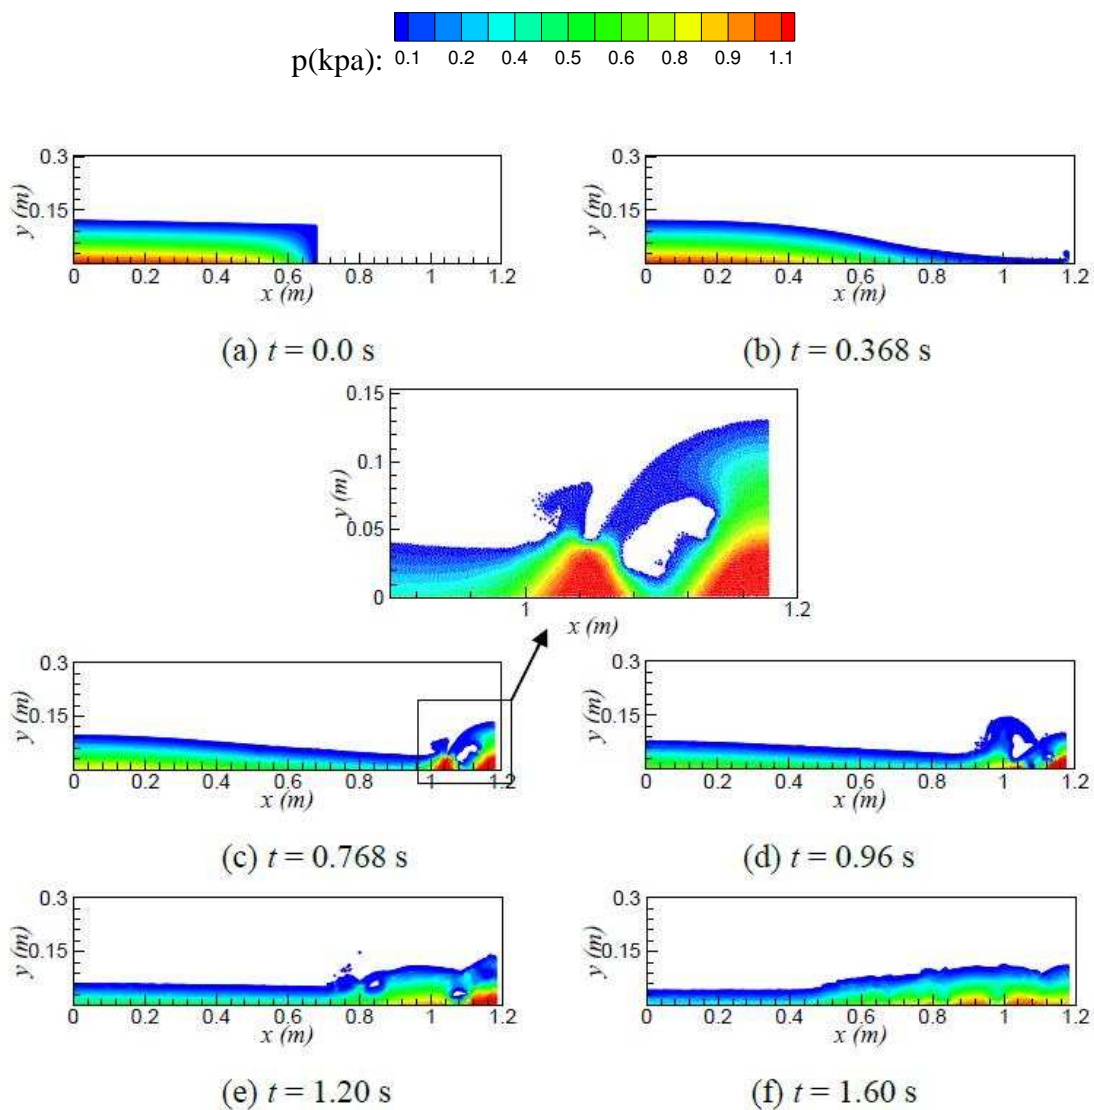 p(kpa): 0.1 0.2 0.4 0.5 0.6 0.8 0.9 1.1
0.3
0.15
y (m)
0 0.2 0.4 0.6 0.8 1 1.2
x (m)
(a) t = 0.0 s
0.3
0.15
y (m)
0 0.2 0.4 0.6 0.8 1 1.2
x (m)
(b) t = 0.368 s
0.15
0.1
0.05
0
y (m)
1 1.2
x (m)
0.3
0.15
y (m)
0 0.2 0.4 0.6 0.8 1 1.2
x (m)
(c) t = 0.768 s
0.3
0.15
y (m)
0 0.2 0.4 0.6 0.8 1 1.2
x (m)
(d) t = 0.96 s
0.3
0.15
y (m)
0 0.2 0.4 0.6 0.8 1 1.2
x (m)
(e) t = 1.20 s
0.3
0.15
y (m)
0 0.2 0.4 0.6 0.8 1 1.2
x (m)
(f) t = 1.60 s